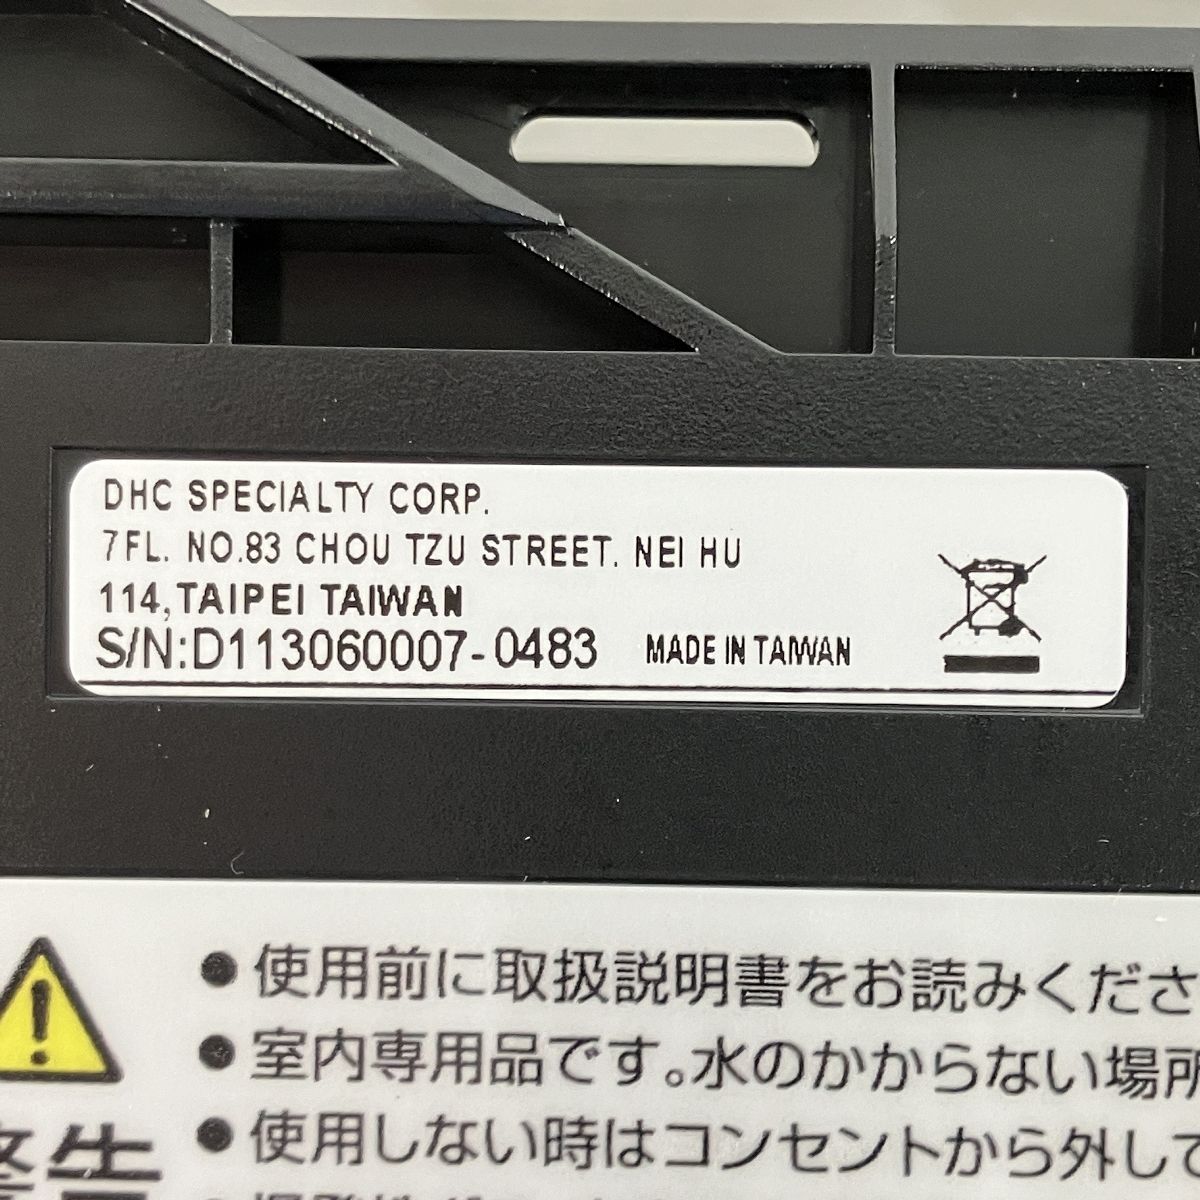 DHC SPECIALTY CORP.
7FL. NO.83 CHOU TZU STREET. NEI HU
114,TAIPEI TAIWAN
S/N:D113060007-0483 MADE IN TAIWAN
●使用前に取扱説明書をお読みくださ
●室内専用品です。水のかからない場所
警告
●使用しない時はコンセントから外して